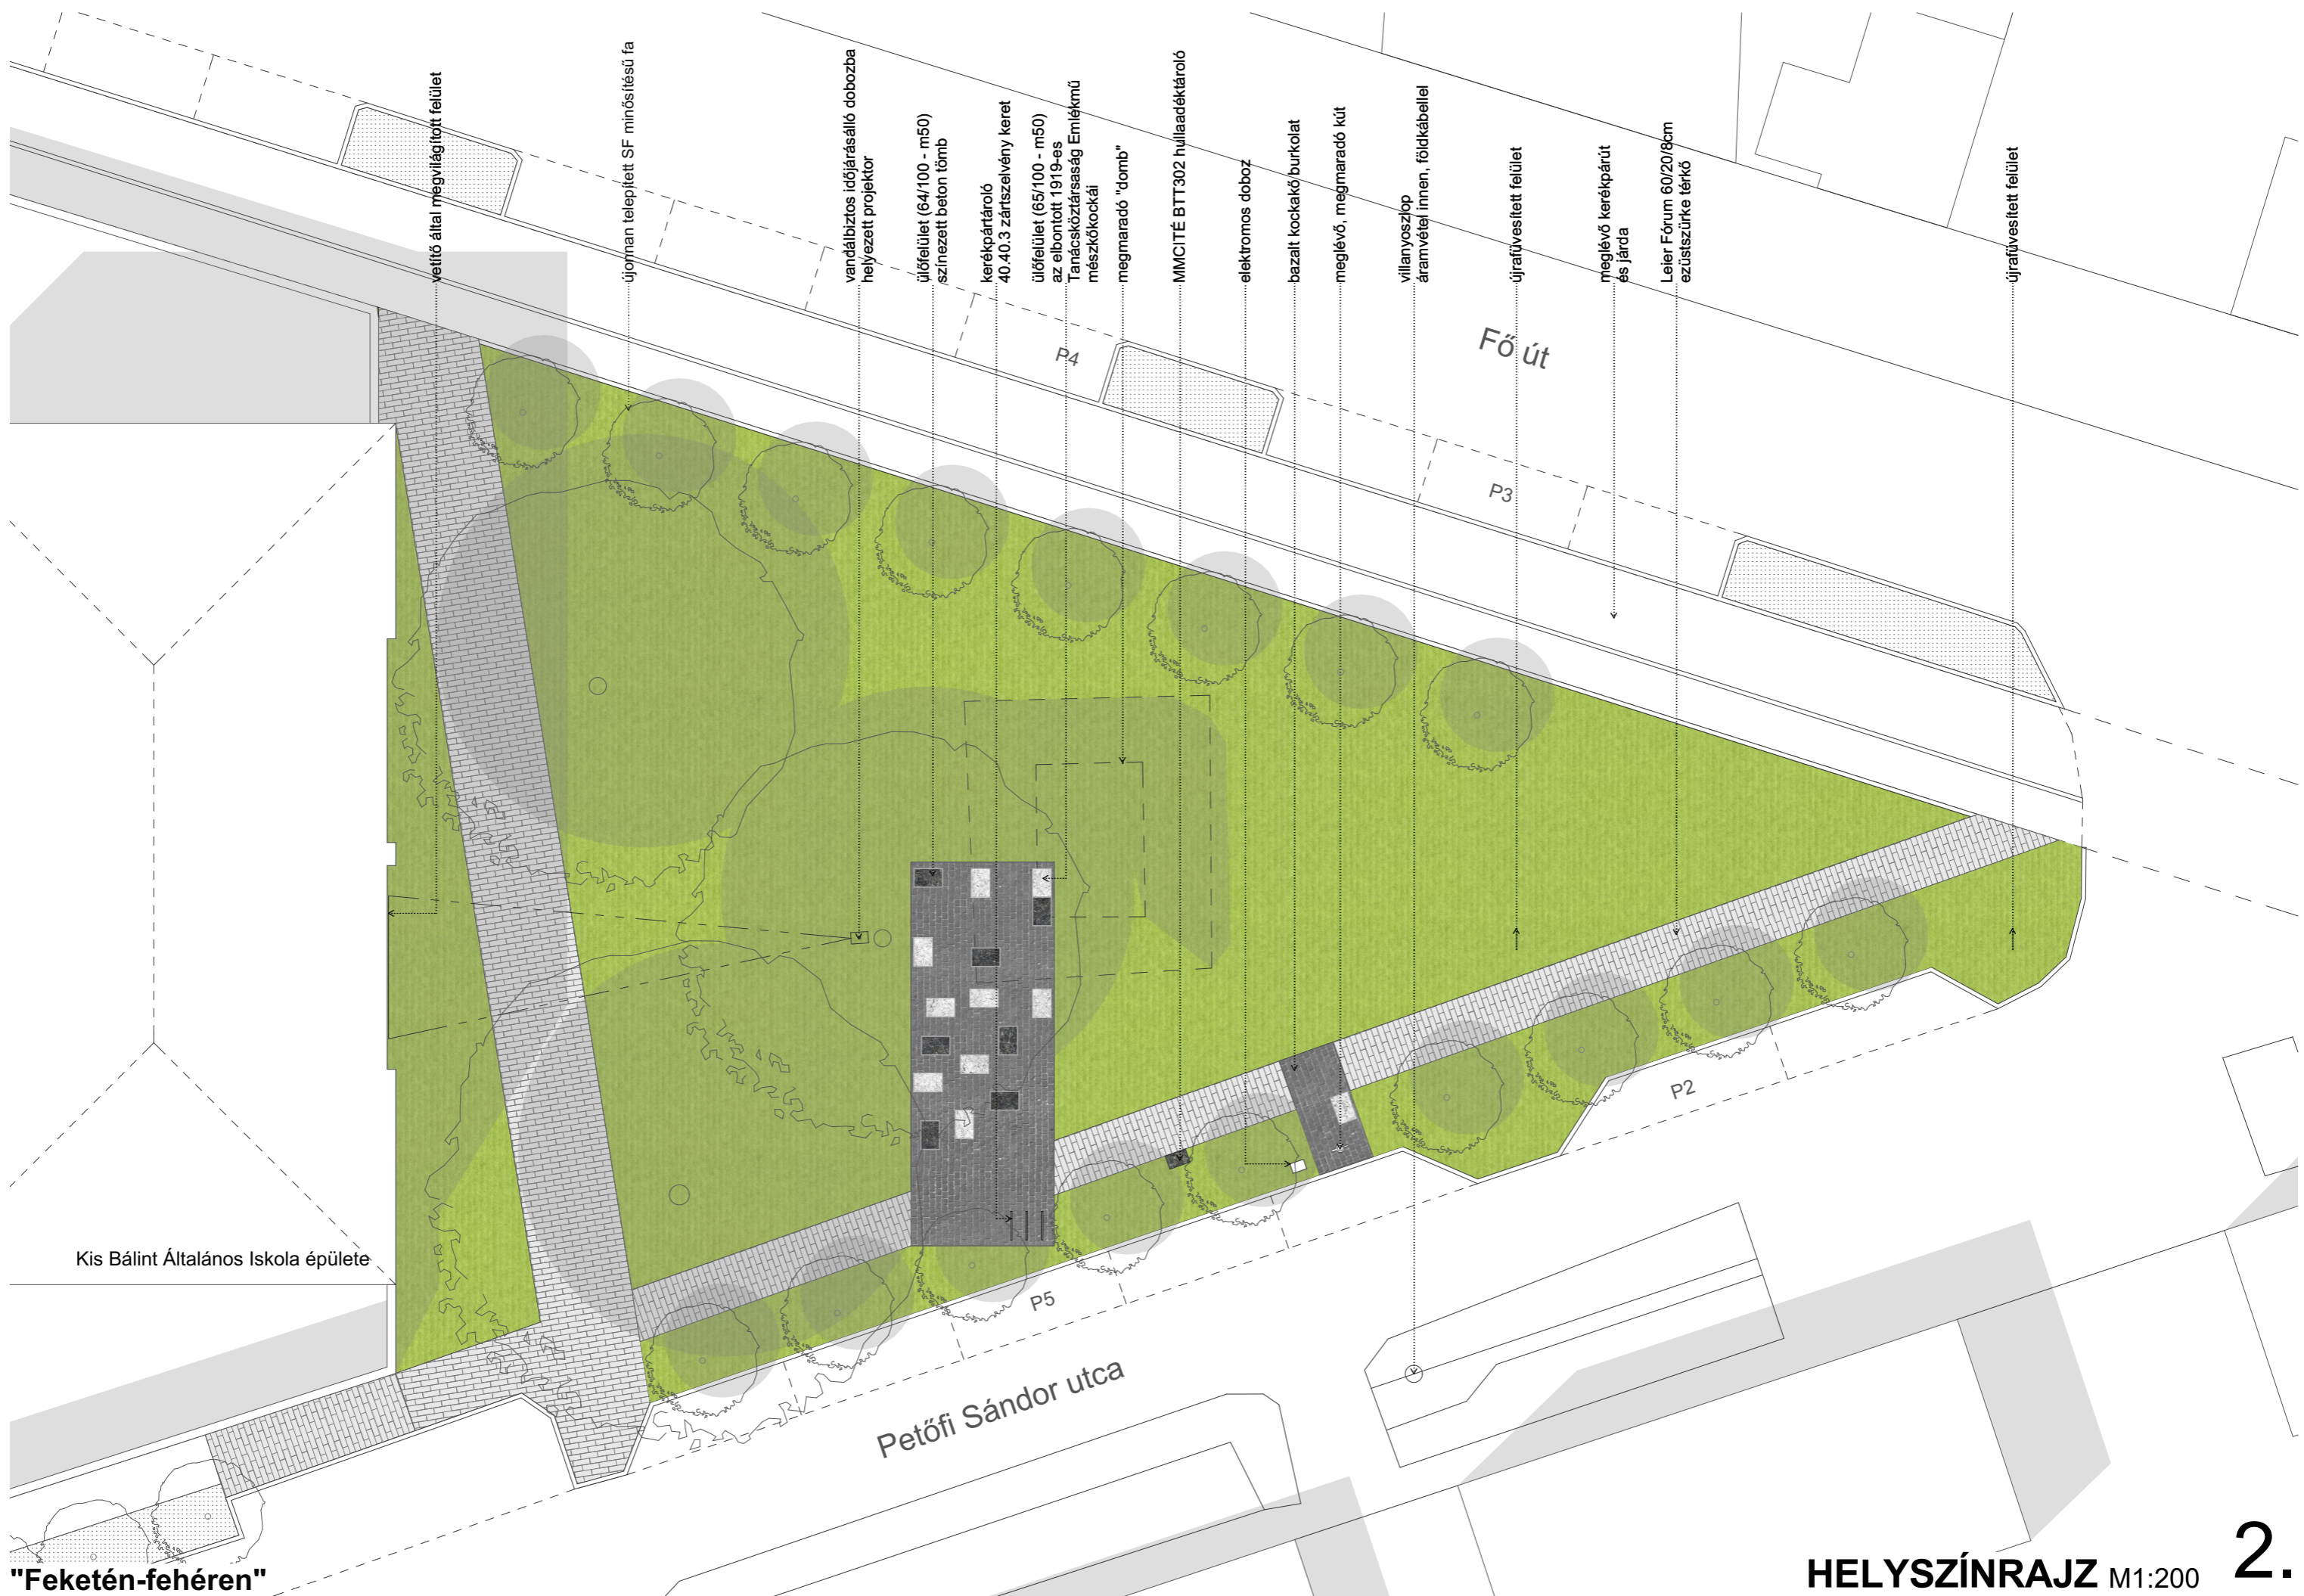 vetítő által megvilágított felület
újonnan telepített SF minősítésű fa
vandálbiztos időjárásálló dobozba
helyezett projektor
ülőfelület (64/100 - m50)
színezett beton tömb
kerékpártároló
40.40.3 zártszelvény keret
ülőfelület (65/100 - m50)
az elbontott 1919-es
Tanácsköztársaság Emlékmű
mészkőkockái
megmaradó "domb"
MMCITÉ BTT302 hullaadéktároló
elektromos doboz
bazalt kockakő burkolat
meglévő, megmaradó kút
villanyoszlop
áramvétel innen, földkábellel
újrafüvesített felület
meglévő kerékpárút
és járda
Leier Fórum 60/20/8cm
ezüstszürke térkő
újrafüvesített felület
Fő út
P4
P3
P2
P5
Kis Bálint Általános Iskola épülete
Petőfi Sándor utca
"Feketén-fehéren"
HELYSZÍNRAJZ M1:200
2.